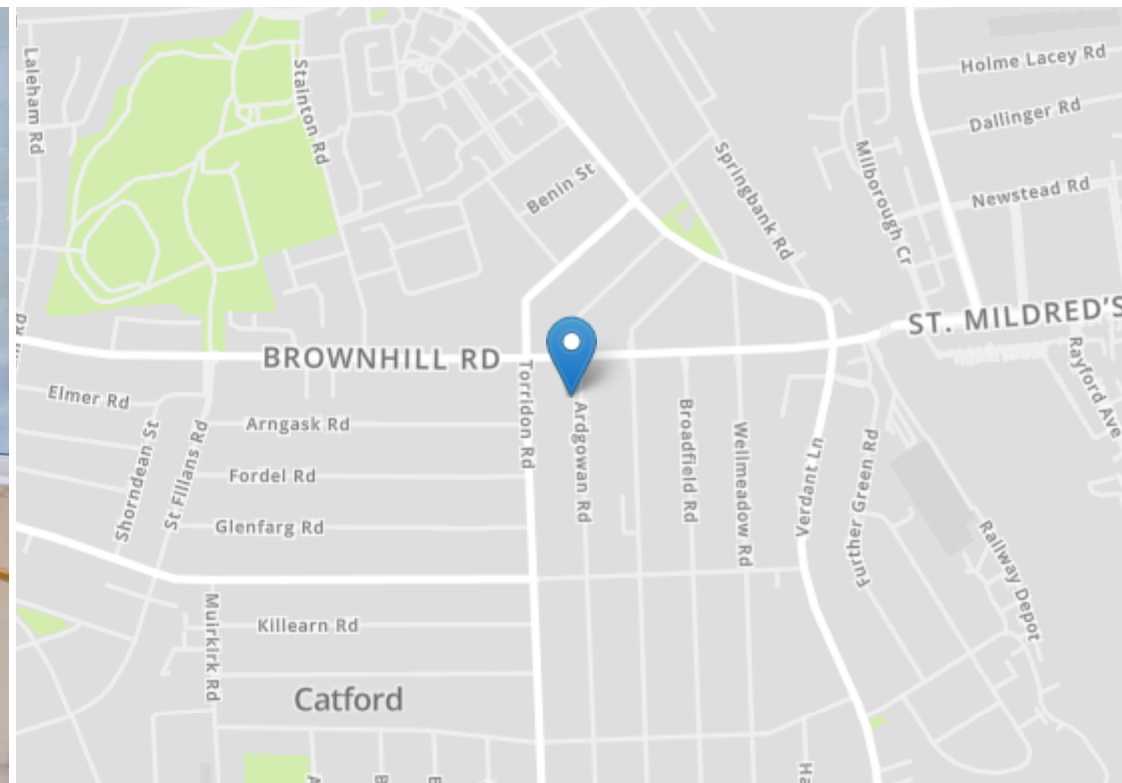 Laleham Rd
Stainton Rd
Holme Lacey Rd
Dallinger Rd
Springbank Rd
Milborough Cr
Benin St
Newstead Rd
ST. MILDRED'S
BROWNHILL RD
Rayford Ave
Elmer Rd
Torridon Rd
Ardgowan Rd
Arngask Rd
Broadfield Rd
Shorndean St
St Fillans Rd
Wellmeadow Rd
Verdant Ln
Further Green Rd
Fordel Rd
Glenfarg Rd
Railway Depot
Muirkirk Rd
Killearn Rd
Catford